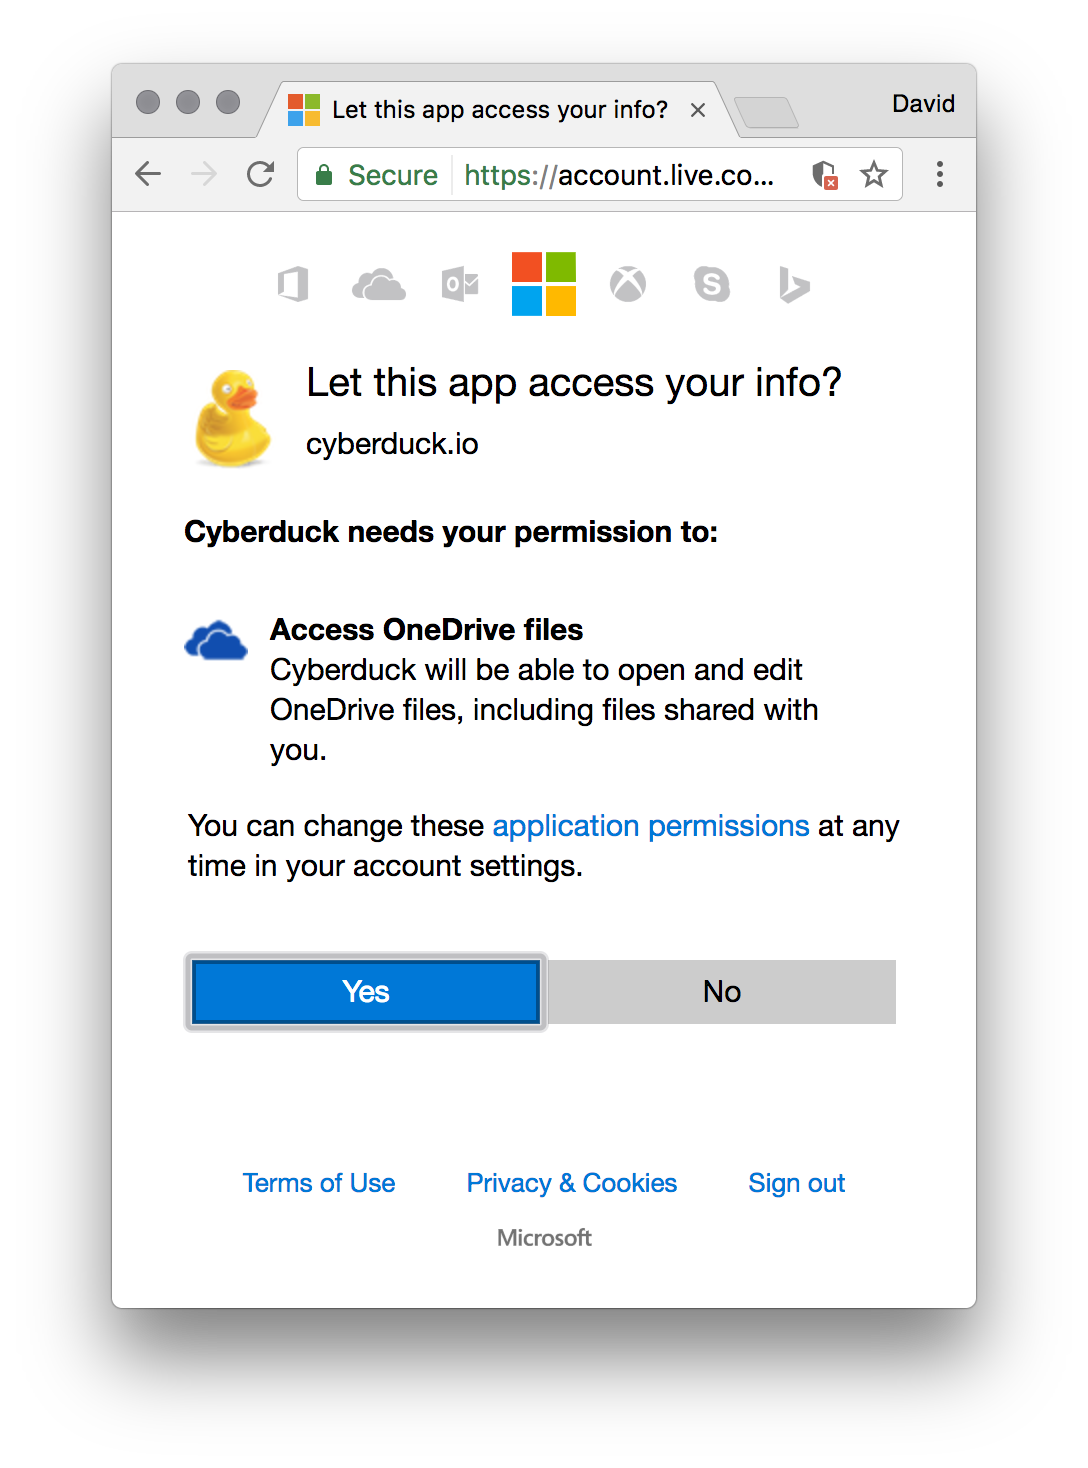 Let this app access your info?
David
Secure
https://account.live.co...
Let this app access your info?
cyberduck.io
Cyberduck needs your permission to:
Access OneDrive files
Cyberduck will be able to open and edit
OneDrive files, including files shared with
you.
You can change these application permissions at any
time in your account settings.
Yes
No
Terms of Use
Privacy & Cookies
Sign out
Microsoft